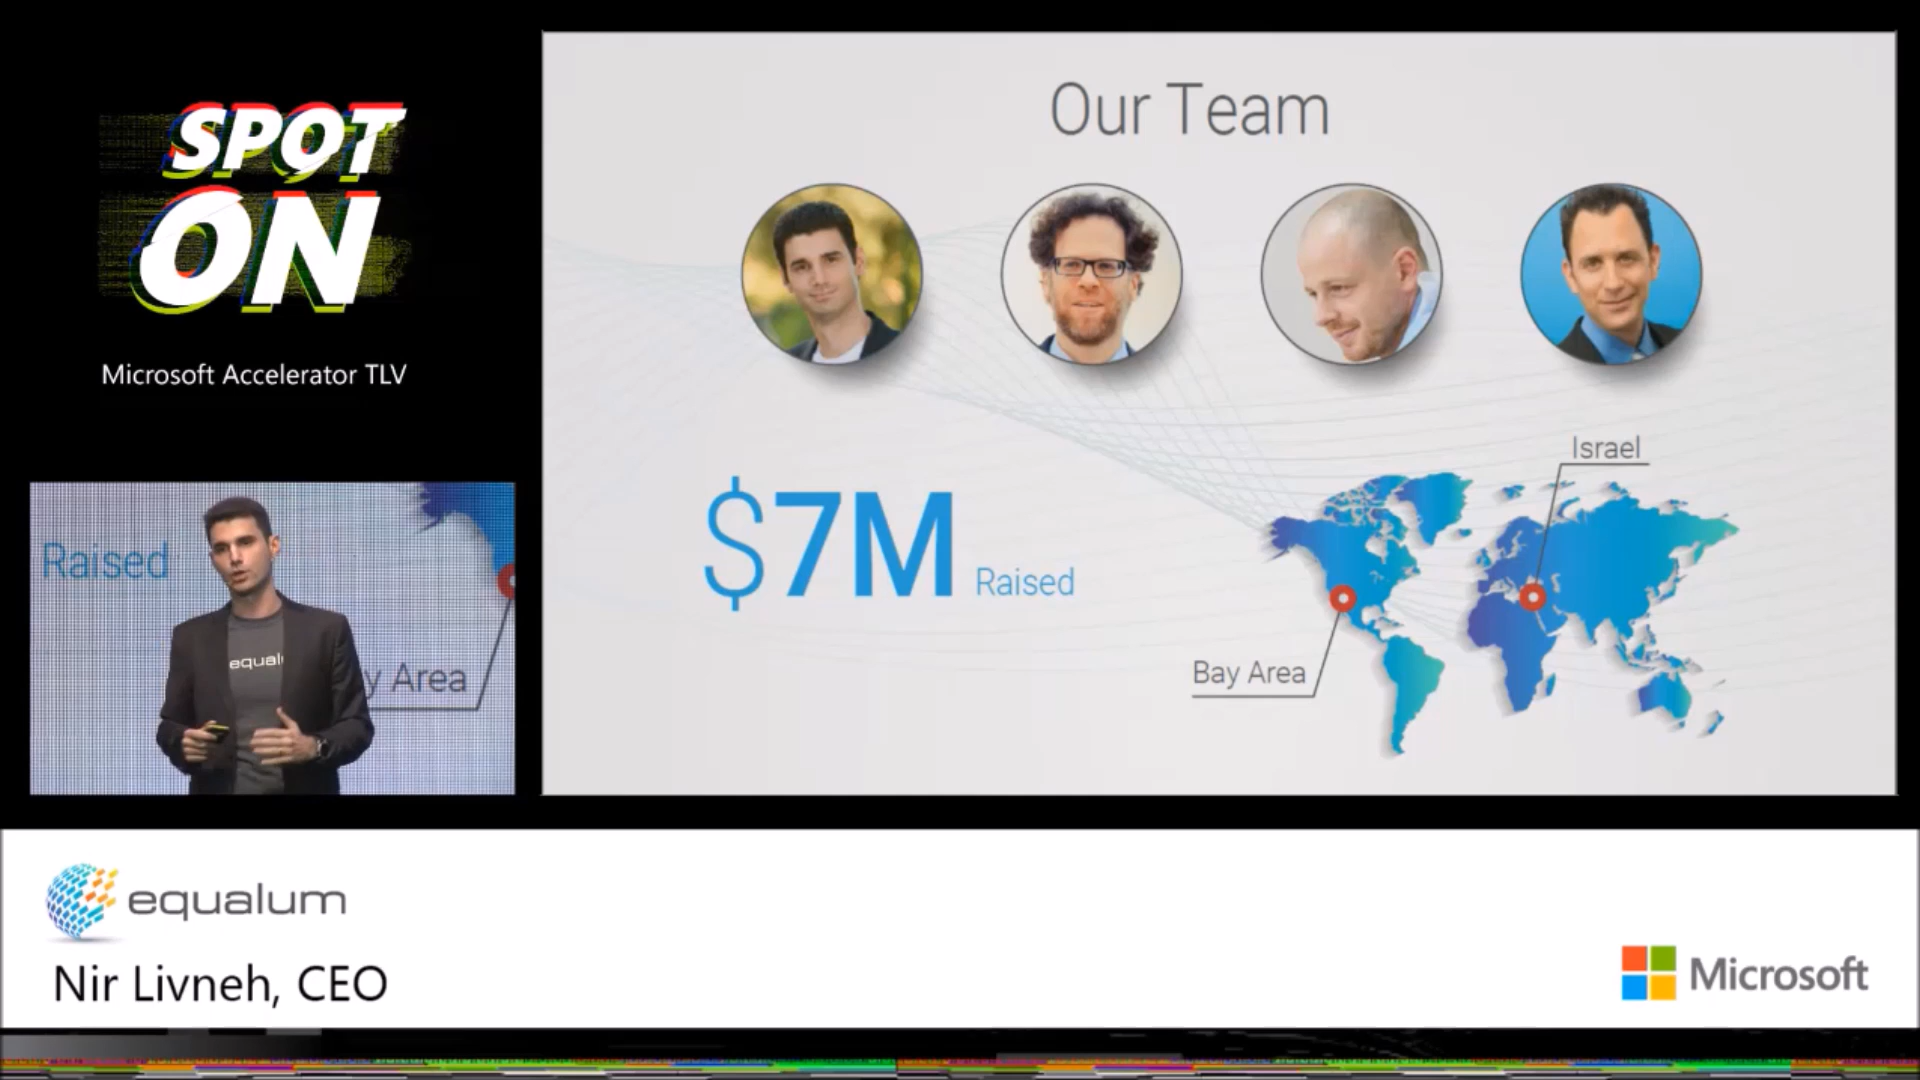 SPOT
ON
Microsoft Accelerator TLV
Our Team
$7M Raised
Israel
Bay Area
Raised
equal
y Area
equalum
Nir Livneh, CEO
Microsoft